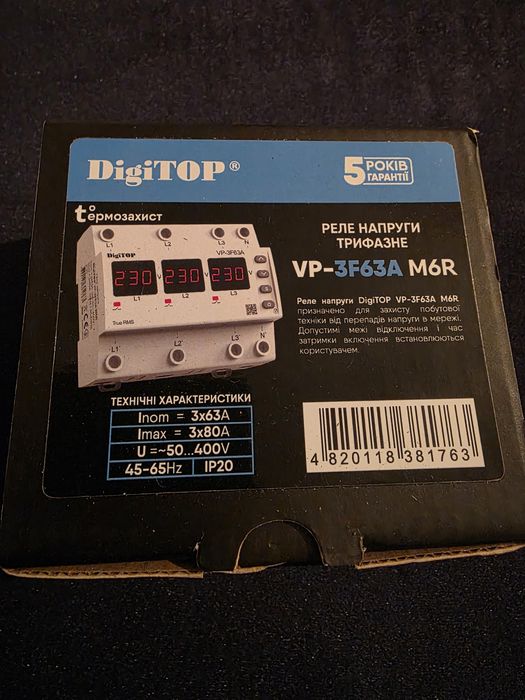 DigiTOP®
5 РОКІВ
ГАРАНТІЇ
t°ермозахист
L1 L2 L3 N
DigiTOP VP-3F63A
230 V 230 V 230 V
L1 L2 L3
True RMS
L1' L2' L3' N'
РЕЛЕ НАПРУГИ
ТРИФАЗНЕ
VP-3F63A M6R
Реле напруги DigiTOP VP-3F63A M6R
призначено для захисту побутової
техніки від перепадів напруги в мережі.
Допустимі межі відключення і час
затримки включення встановлюються
користувачем.
ТЕХНІЧНІ ХАРАКТЕРИСТИКИ
Inom = 3x63A
Imax = 3x80A
U =~50...400V
45-65Hz IP20
4 820118 381763